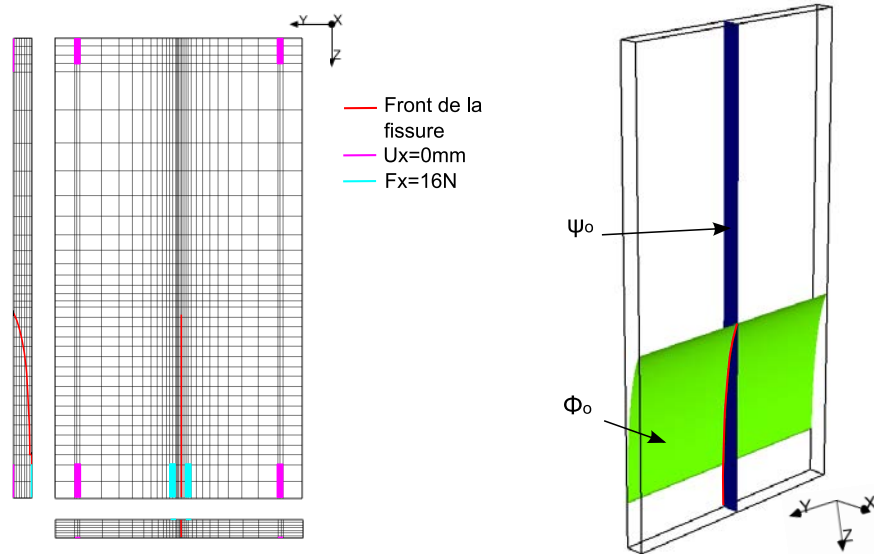 Y X
Z
Front de la
fissure
Ux=0mm
Fx=16N
Ψo
Φo
Y X
Z